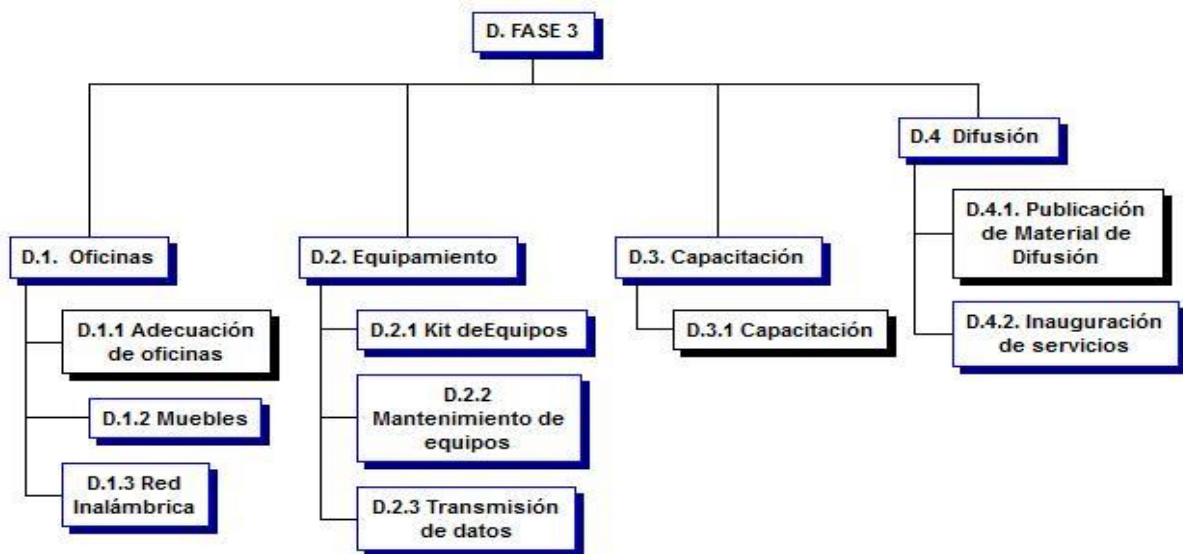 D. FASE 3
D.1. Oficinas
D.1.1 Adecuación
de oficinas
D.1.2 Muebles
D.1.3 Red
Inalámbrica
D.2. Equipamiento
D.2.1 Kit deEquipos
D.2.2
Mantenimiento de
equipos
D.2.3 Transmisión
de datos
D.3. Capacitación
D.3.1 Capacitación
D.4 Difusión
D.4.1. Publicación
de Material de
Difusión
D.4.2. Inauguración
de servicios